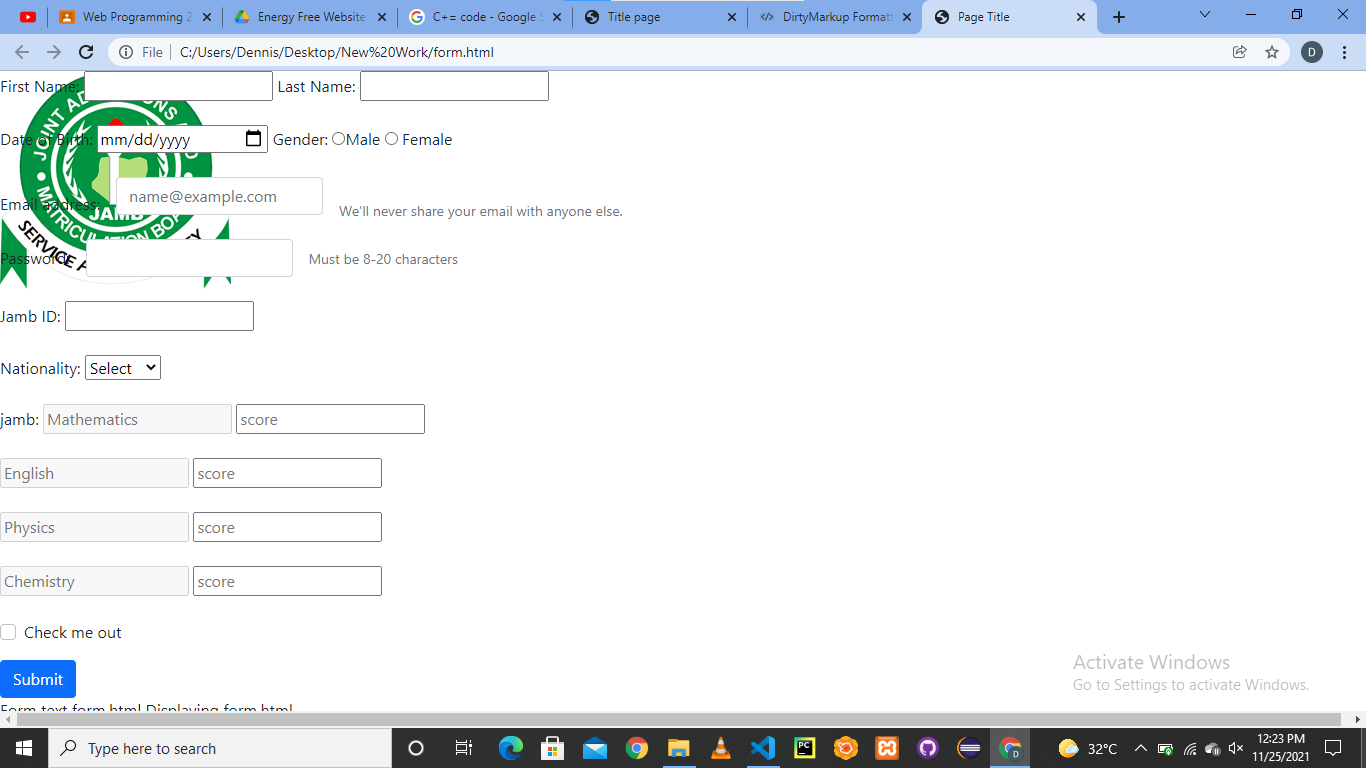 Web Programming 2
Energy Free Website
C++ code - Google S
Title page
DirtyMarkup Formatt
Page Title
File
C:/Users/Dennis/Desktop/New%20Work/form.html
D
First Name:
Last Name:
JOINT
MATRICULATION BOARD
JAMB
SERVICE
Date of Birth: mm/dd/yyyy
Gender: Male Female
Email address: name@example.com
We'll never share your email with anyone else.
Password:
Must be 8-20 characters
Jamb ID:
Nationality: Select
jamb: Mathematics score
English score
Physics score
Chemistry score
Check me out
Submit
Form text form.html Displaying form.html
Activate Windows
Go to Settings to activate Windows.
Type here to search
PC
D
32°C
12:23 PM
11/25/2021